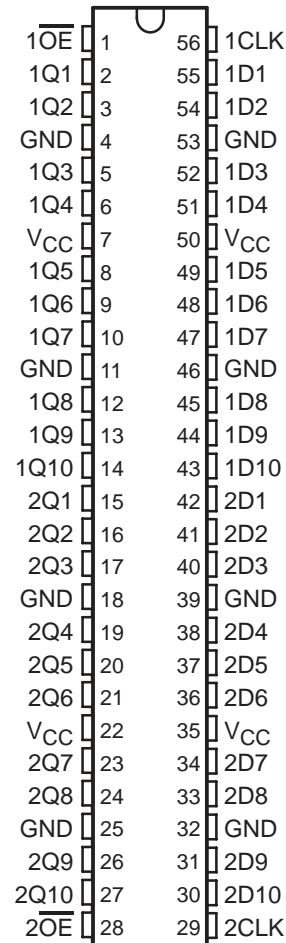 1O̅E̅ 1 56 1CLK
1Q1 2 55 1D1
1Q2 3 54 1D2
GND 4 53 GND
1Q3 5 52 1D3
1Q4 6 51 1D4
VCC 7 50 VCC
1Q5 8 49 1D5
1Q6 9 48 1D6
1Q7 10 47 1D7
GND 11 46 GND
1Q8 12 45 1D8
1Q9 13 44 1D9
1Q10 14 43 1D10
2Q1 15 42 2D1
2Q2 16 41 2D2
2Q3 17 40 2D3
GND 18 39 GND
2Q4 19 38 2D4
2Q5 20 37 2D5
2Q6 21 36 2D6
VCC 22 35 VCC
2Q7 23 34 2D7
2Q8 24 33 2D8
GND 25 32 GND
2Q9 26 31 2D9
2Q10 27 30 2D10
2O̅E̅ 28 29 2CLK